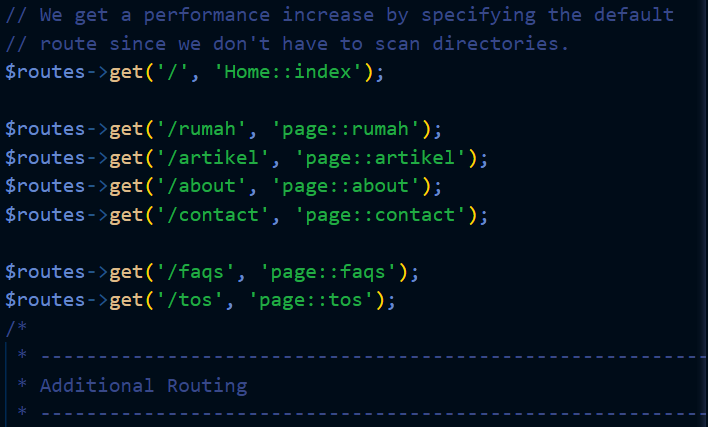 // We get a performance increase by specifying the default
// route since we don't have to scan directories.
$routes->get('/', 'Home::index');
$routes->get('/rumah', 'page::rumah');
$routes->get('/artikel', 'page::artikel');
$routes->get('/about', 'page::about');
$routes->get('/contact', 'page::contact');
$routes->get('/faqs', 'page::faqs');
$routes->get('/tos', 'page::tos');
/*
 * ----------------------------------------------------------
 * Additional Routing
 * ----------------------------------------------------------